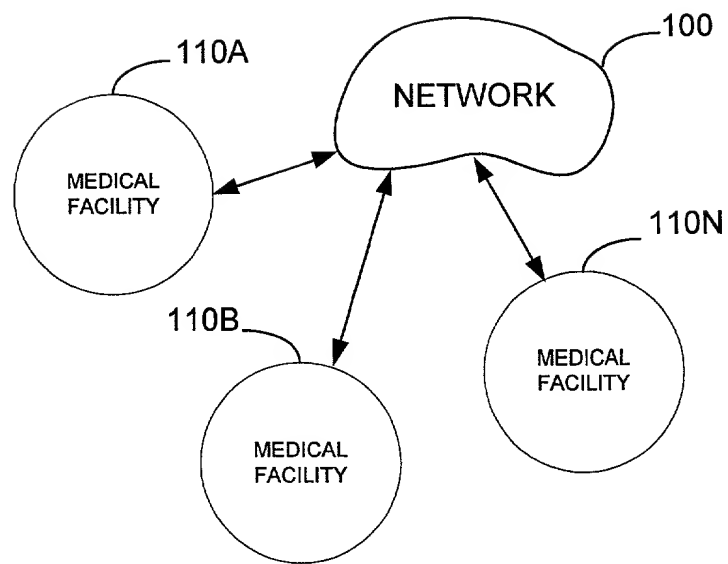 100
110A
NETWORK
MEDICAL
FACILITY
110N
110B
MEDICAL
FACILITY
MEDICAL
FACILITY